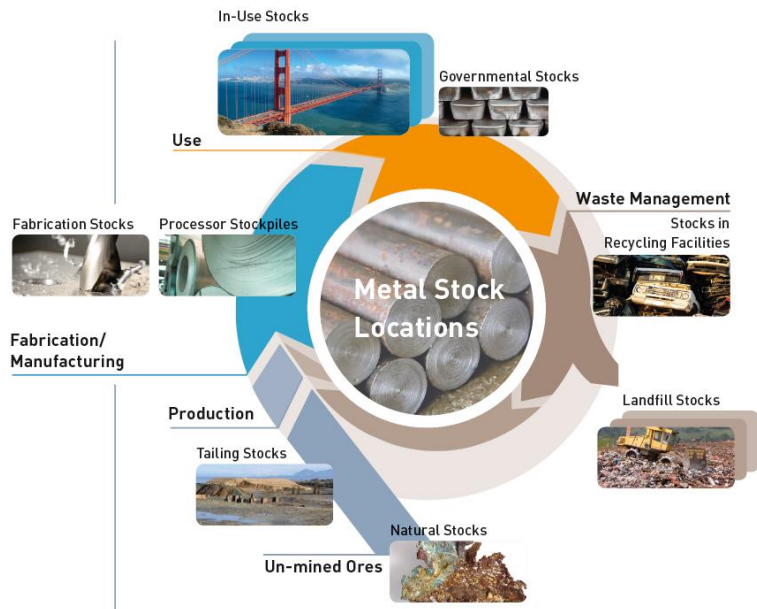 In-Use Stocks
Governmental Stocks
Use
Waste Management
Stocks in
Recycling Facilities
Fabrication Stocks
Processor Stockpiles
Metal Stock
Locations
Fabrication/
Manufacturing
Production
Landfill Stocks
Tailing Stocks
Natural Stocks
Un-mined Ores